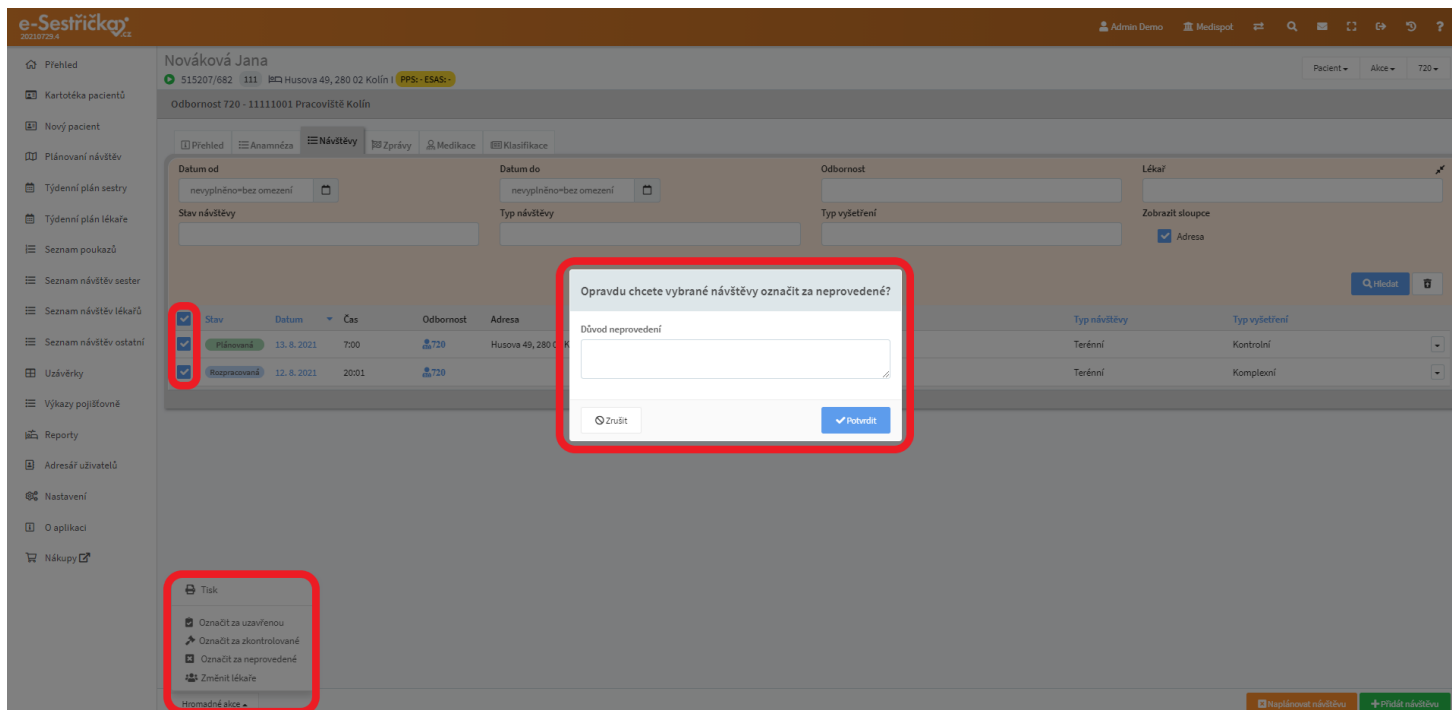 e-Sestřička.cz
20210729.4
Admin Demo Medispot ?
Přehled
Kartotéka pacientů
Nový pacient
Plánovaní návštěv
Týdenní plán sestry
Týdenní plán lékaře
Seznam poukazů
Seznam návštěv sester
Seznam návštěv lékařů
Seznam návštěv ostatní
Uzávěrky
Výkazy pojišťovně
Reporty
Adresář uživatelů
Nastavení
O aplikaci
Nákupy
Nováková Jana
515207/682 111 Husova 49, 280 02 Kolín I PPS: - ESAS: -
Pacient Akce 720
Odbornost 720 - 11111001 Pracoviště Kolín
Přehled Anamnéza Návštěvy Zprávy Medikace Klasifikace
Datum od Datum do Odbornost Lékař
nevyplněno=bez omezení nevyplněno=bez omezení
Stav návštěvy Typ návštěvy Typ vyšetření Zobrazit sloupce
Adresa
Hledat
Stav Datum Čas Odbornost Adresa Typ návštěvy Typ vyšetření
Plánovaná 13. 8. 2021 7:00 720 Husova 49, 280 Terénní Kontrolní
Rozpracovaná 12. 8. 2021 20:01 720 Terénní Komplexní
Opravdu chcete vybrané návštěvy označit za neprovedené?
Důvod neprovedení
Zrušit Potvrdit
Tisk
Označit za uzavřenou
Označit za zkontrolované
Označit za neprovedené
Změnit lékaře
Hromadné akce
Naplánovat návštěvu Přidát návštěvu